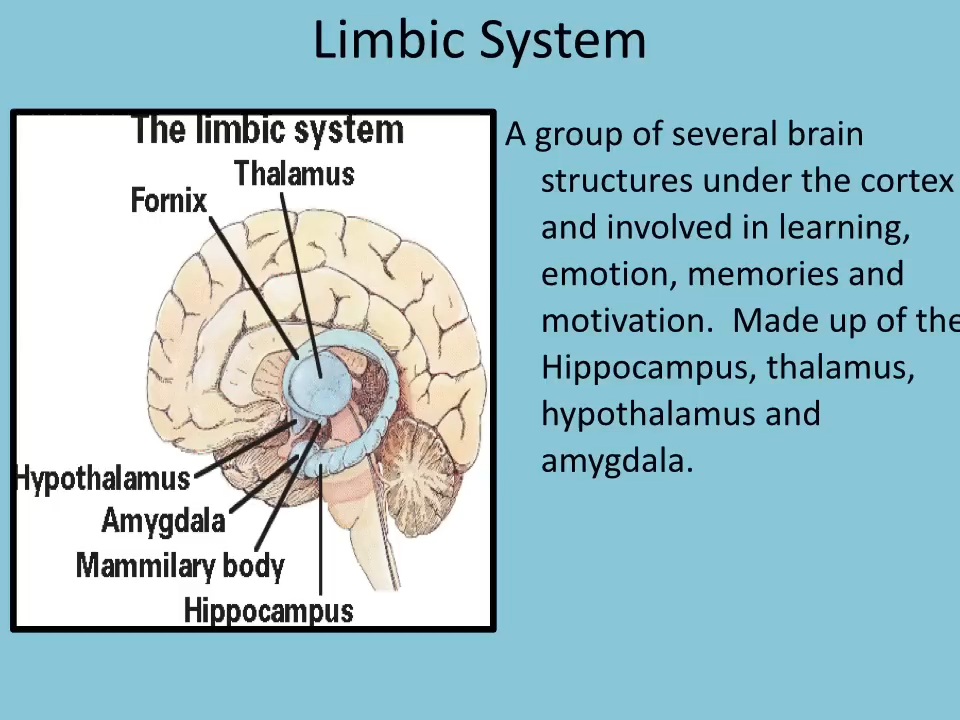 Limbic System
The limbic system
Thalamus
Fornix
Hypothalamus
Amygdala
Mammilary body
Hippocampus
A group of several brain
structures under the cortex
and involved in learning,
emotion, memories and
motivation.  Made up of the
Hippocampus, thalamus,
hypothalamus and
amygdala.